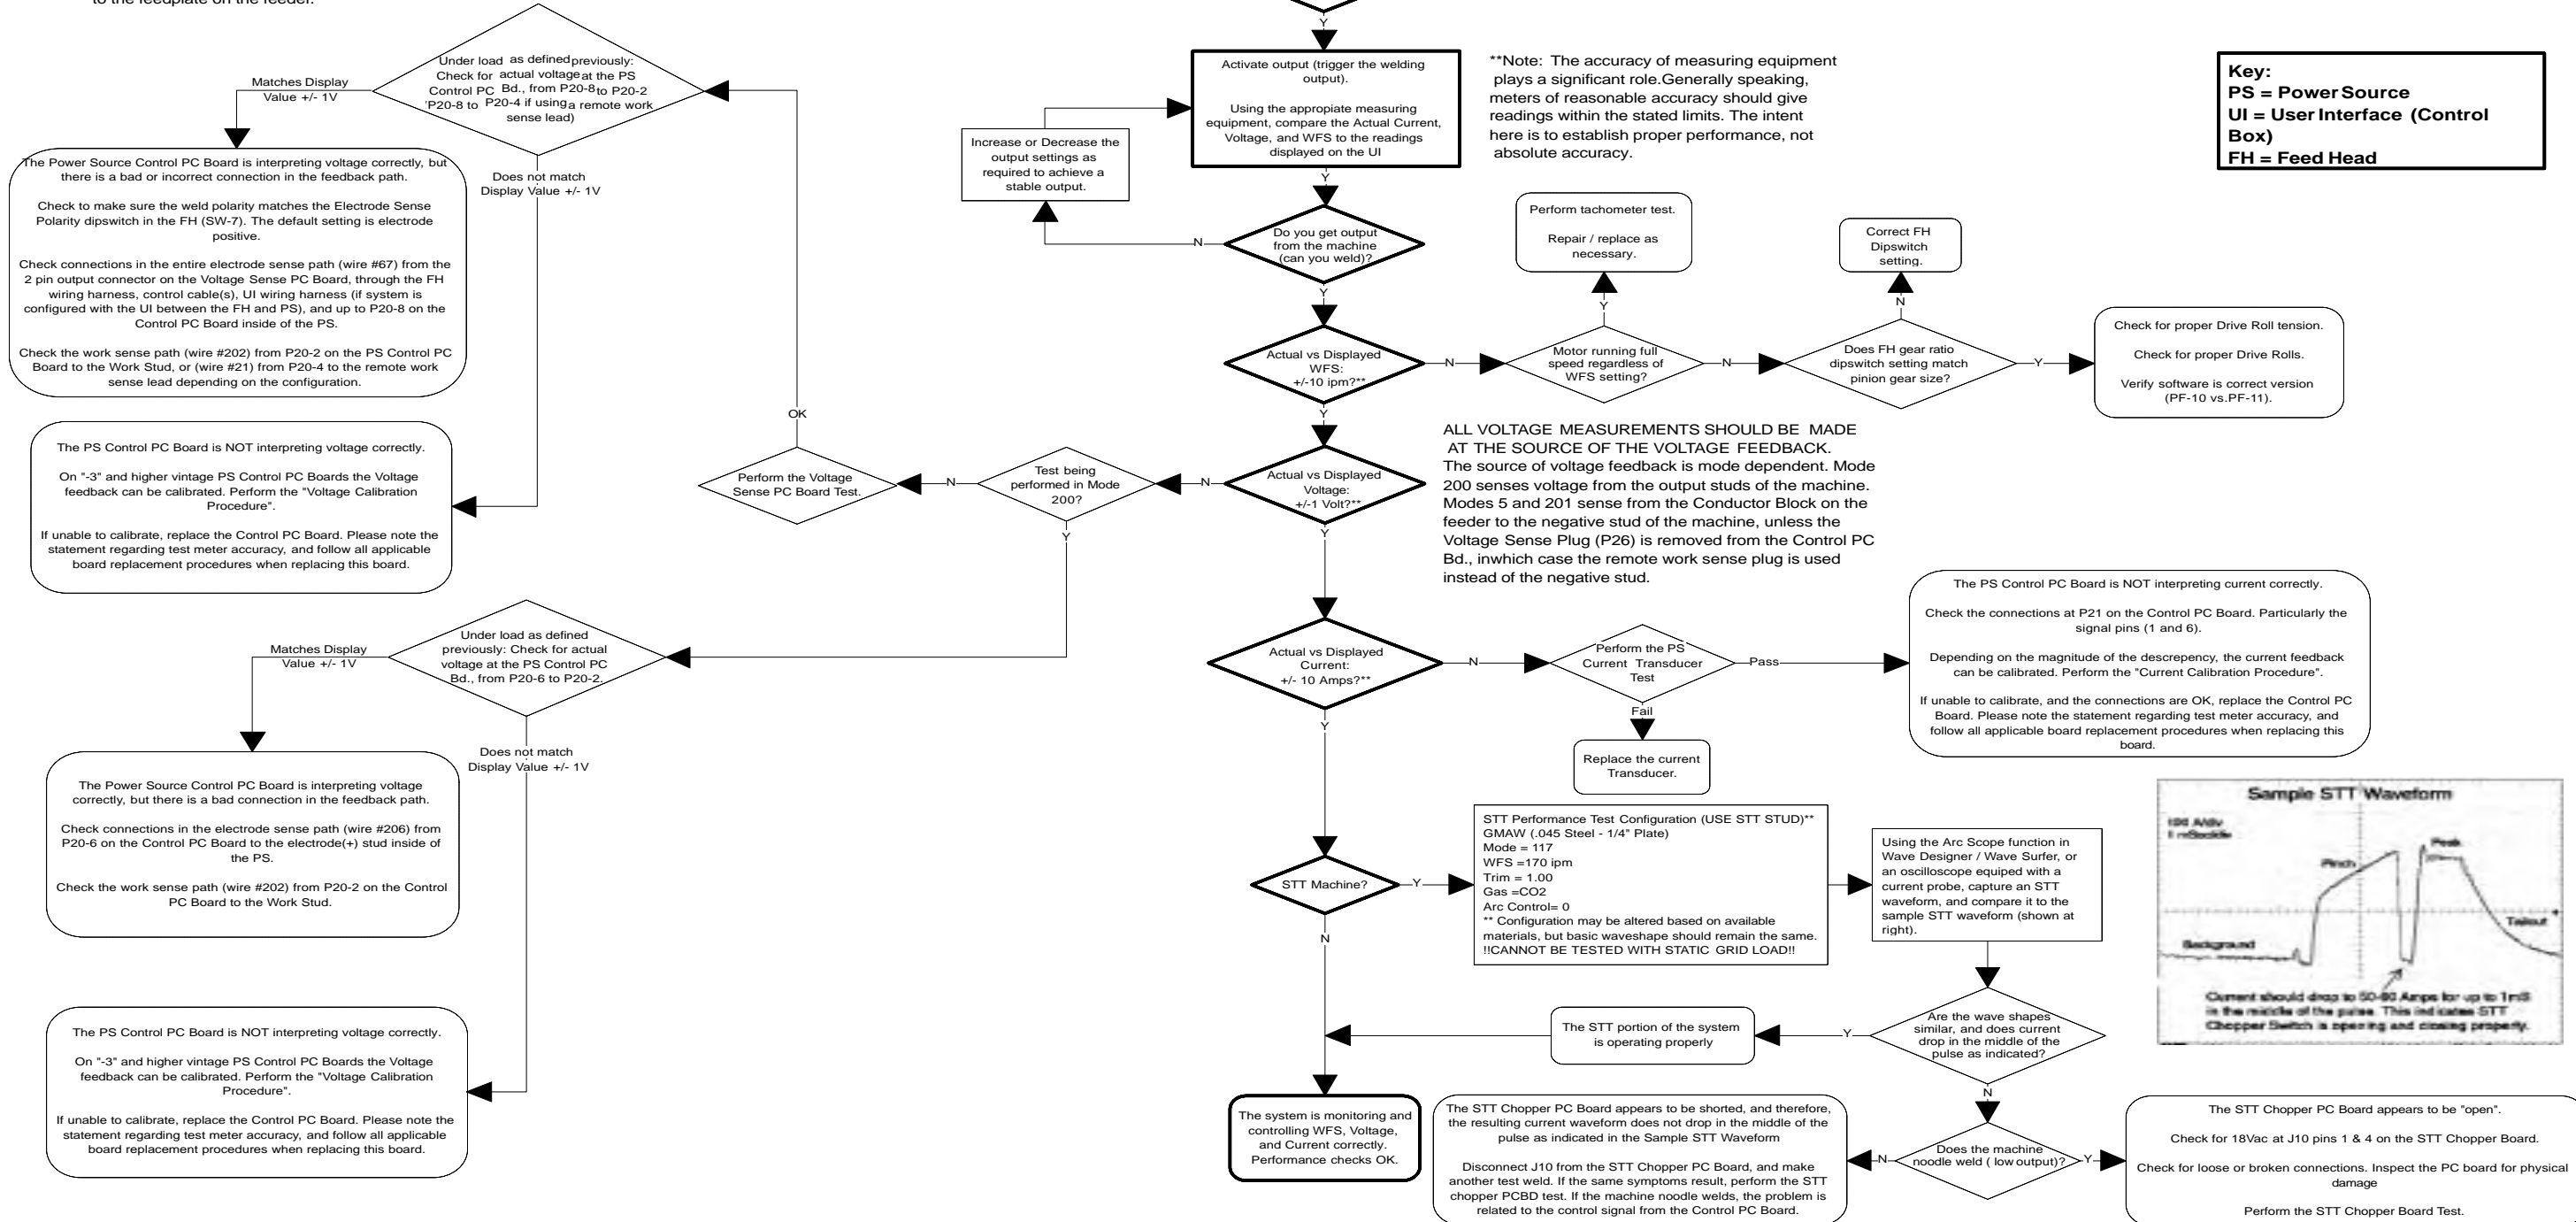 to the feedplate on the feeder.
Under load as defined previously:
Check for actual voltage at the PS
Control PC Bd., from P20-8 to P20-2
'P20-8 to P20-4 if using a remote work
sense lead)
Matches Display
Value +/- 1V
Does not match
Display Value +/- 1V
The Power Source Control PC Board is interpreting voltage correctly, but
there is a bad or incorrect connection in the feedback path.
Check to make sure the weld polarity matches the Electrode Sense
Polarity dipswitch in the FH (SW-7). The default setting is electrode
positive.
Check connections in the entire electrode sense path (wire #67) from the
2 pin output connector on the Voltage Sense PC Board, through the FH
wiring harness, control cable(s), UI wiring harness (if system is
configured with the UI between the FH and PS), and up to P20-8 on the
Control PC Board inside of the PS.
Check the work sense path (wire #202) from P20-2 on the PS Control PC
Board to the Work Stud, or (wire #21) from P20-4 to the remote work
sense lead depending on the configuration.
The PS Control PC Board is NOT interpreting voltage correctly.
On "-3" and higher vintage PS Control PC Boards the Voltage
feedback can be calibrated. Perform the "Voltage Calibration
Procedure".
If unable to calibrate, replace the Control PC Board. Please note the
statement regarding test meter accuracy, and follow all applicable
board replacement procedures when replacing this board.
OK
Perform the Voltage
Sense PC Board Test.
N
Test being
performed in Mode
200?
N
Y
Under load as defined
previously: Check for actual
voltage at the PS Control PC
Bd., from P20-6 to P20-2.
Matches Display
Value +/- 1V
Does not match
Display Value +/- 1V
The Power Source Control PC Board is interpreting voltage
correctly, but there is a bad connection in the feedback path.
Check connections in the electrode sense path (wire #206) from
P20-6 on the Control PC Board to the electrode(+) stud inside of
the PS.
Check the work sense path (wire #202) from P20-2 on the Control
PC Board to the Work Stud.
The PS Control PC Board is NOT interpreting voltage correctly.
On "-3" and higher vintage PS Control PC Boards the Voltage
feedback can be calibrated. Perform the "Voltage Calibration
Procedure".
If unable to calibrate, replace the Control PC Board. Please note the
statement regarding test meter accuracy, and follow all applicable
board replacement procedures when replacing this board.
Y
Activate output (trigger the welding
output).
Using the appropiate measuring
equipment, compare the Actual Current,
Voltage, and WFS to the readings
displayed on the UI
Increase or Decrease the
output settings as
required to achieve a
stable output.
Y
N
Do you get output
from the machine
(can you weld)?
Y
Actual vs Displayed
WFS:
+/-10 ipm?**
N
Y
Actual vs Displayed
Voltage:
+/-1 Volt?**
Y
Actual vs Displayed
Current:
+/- 10 Amps?**
N
Y
STT Machine?
Y
N
The system is monitoring and
controlling WFS, Voltage,
and Current correctly.
Performance checks OK.
**Note: The accuracy of measuring equipment
plays a significant role.Generally speaking,
meters of reasonable accuracy should give
readings within the stated limits. The intent
here is to establish proper performance, not
absolute accuracy.
Key:
PS = Power Source
UI = User Interface (Control
Box)
FH = Feed Head
Perform tachometer test.
Repair / replace as
necessary.
Y
Motor running full
speed regardless of
WFS setting?
N
Correct FH
Dipswitch
setting.
N
Does FH gear ratio
dipswitch setting match
pinion gear size?
Y
Check for proper Drive Roll tension.
Check for proper Drive Rolls.
Verify software is correct version
(PF-10 vs.PF-11).
ALL VOLTAGE MEASUREMENTS SHOULD BE MADE
AT THE SOURCE OF THE VOLTAGE FEEDBACK.
The source of voltage feedback is mode dependent. Mode
200 senses voltage from the output studs of the machine.
Modes 5 and 201 sense from the Conductor Block on the
feeder to the negative stud of the machine, unless the
Voltage Sense Plug (P26) is removed from the Control PC
Bd., inwhich case the remote work sense plug is used
instead of the negative stud.
Perform the PS
Current Transducer
Test
Pass
Fail
Replace the current
Transducer.
The PS Control PC Board is NOT interpreting current correctly.
Check the connections at P21 on the Control PC Board. Particularly the
signal pins (1 and 6).
Depending on the magnitude of the descrepency, the current feedback
can be calibrated. Perform the "Current Calibration Procedure".
If unable to calibrate, and the connections are OK, replace the Control PC
Board. Please note the statement regarding test meter accuracy, and
follow all applicable board replacement procedures when replacing this
board.
STT Performance Test Configuration (USE STT STUD)**
GMAW (.045 Steel - 1/4" Plate)
Mode = 117
WFS =170 ipm
Trim = 1.00
Gas =CO2
Arc Control= 0
** Configuration may be altered based on available
materials, but basic waveshape should remain the same.
!!CANNOT BE TESTED WITH STATIC GRID LOAD!!
Using the Arc Scope function in
Wave Designer / Wave Surfer, or
an oscilloscope equiped with a
current probe, capture an STT
waveform, and compare it to the
sample STT waveform (shown at
right).
Sample STT Waveform
100 A/div
Pinch
Peak
Tailout
Background
Current should drop to 50-80 Amps for up to 1mS
in the middle of the pulse. This indicates STT
Chopper Switch is opening and closing properly.
Are the wave shapes
similar, and does current
drop in the middle of the
pulse as indicated?
Y
The STT portion of the system
is operating properly
N
Does the machine
noodle weld ( low output)?
N
Y
The STT Chopper PC Board appears to be shorted, and therefore,
the resulting current waveform does not drop in the middle of the
pulse as indicated in the Sample STT Waveform
Disconnect J10 from the STT Chopper PC Board, and make
another test weld. If the same symptoms result, perform the STT
chopper PCBD test. If the machine noodle welds, the problem is
related to the control signal from the Control PC Board.
The STT Chopper PC Board appears to be "open".
Check for 18Vac at J10 pins 1 & 4 on the STT Chopper Board.
Check for loose or broken connections. Inspect the PC board for physical
damage
Perform the STT Chopper Board Test.